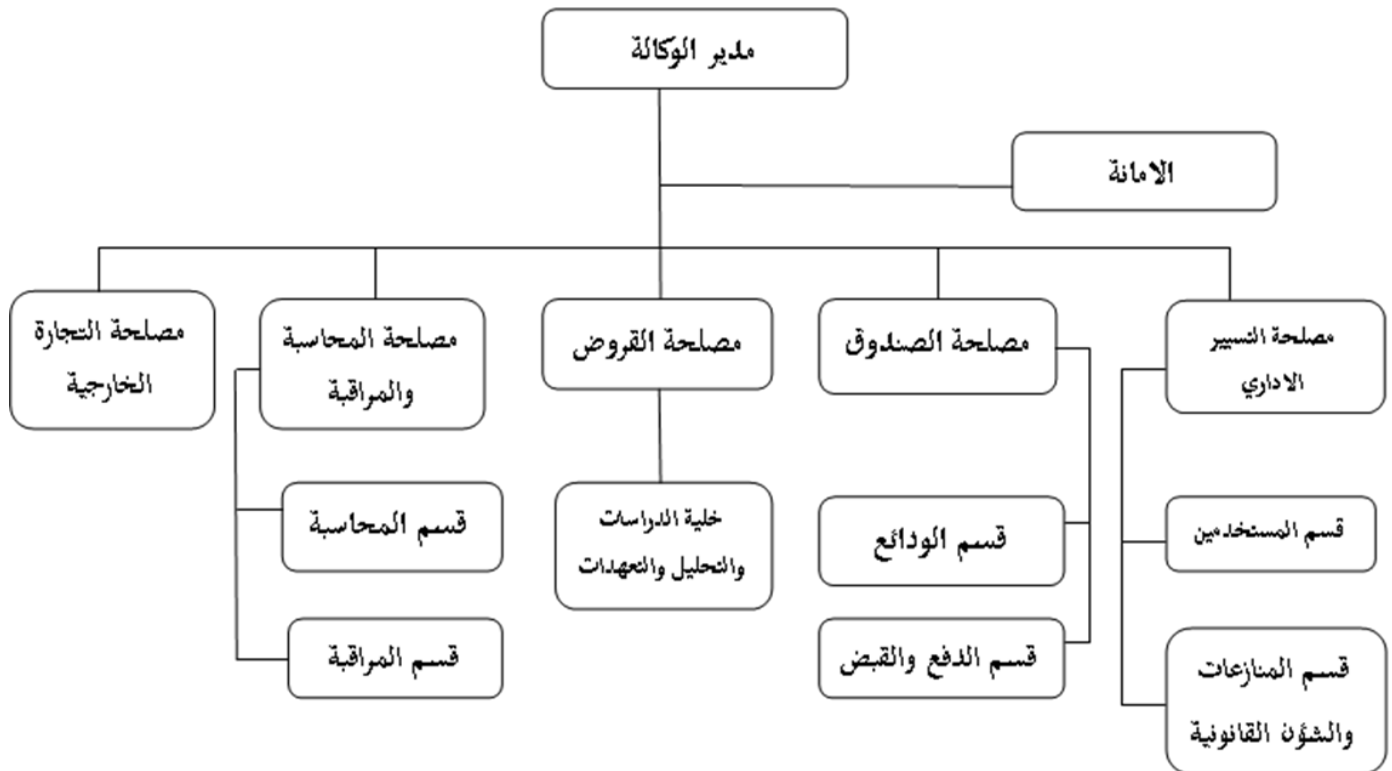 مدير الوكالة
الامانة
مصلحة التسيير
الاداري
مصلحة الصندوق
مصلحة القروض
مصلحة المحاسبة
والمراقبة
مصلحة التجارة
الخارجية
قسم المستخدمين
قسم الودائع
خلية الدراسات
والتحليل والتعهدات
قسم المحاسبة
قسم المنازعات
والشؤن القانونية
قسم الدفع والقبض
قسم المراقبة